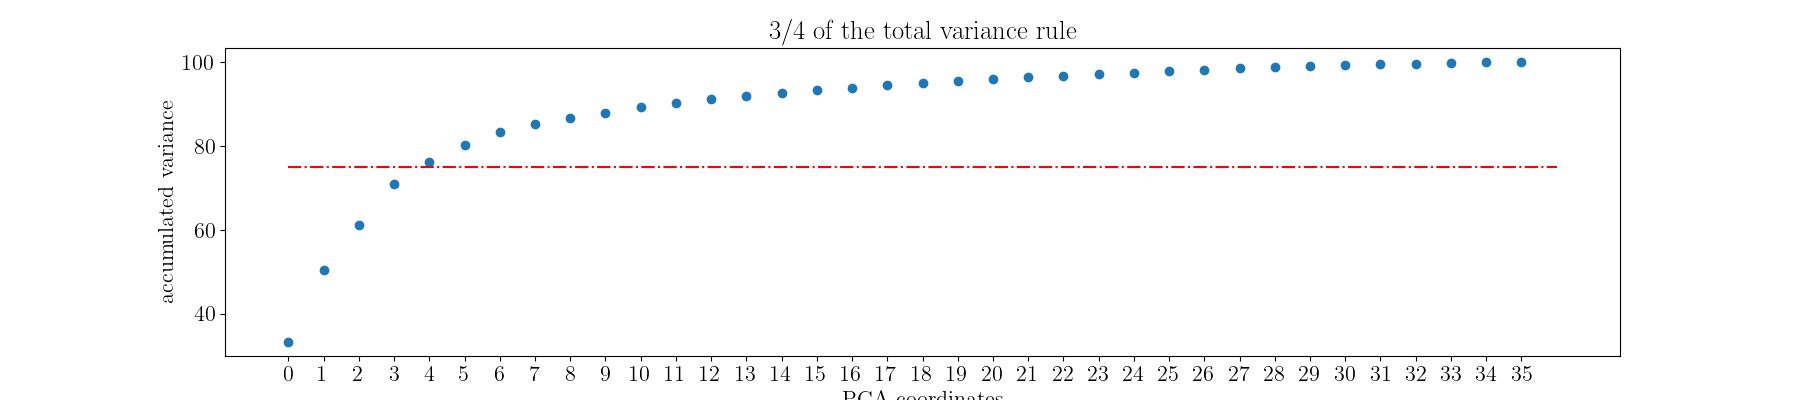 3/4 of the total variance rule
accumulated variance
100
80
60
40
0 1 2 3 4 5 6 7 8 9 10 11 12 13 14 15 16 17 18 19 20 21 22 23 24 25 26 27 28 29 30 31 32 33 34 35
PCA coordinates